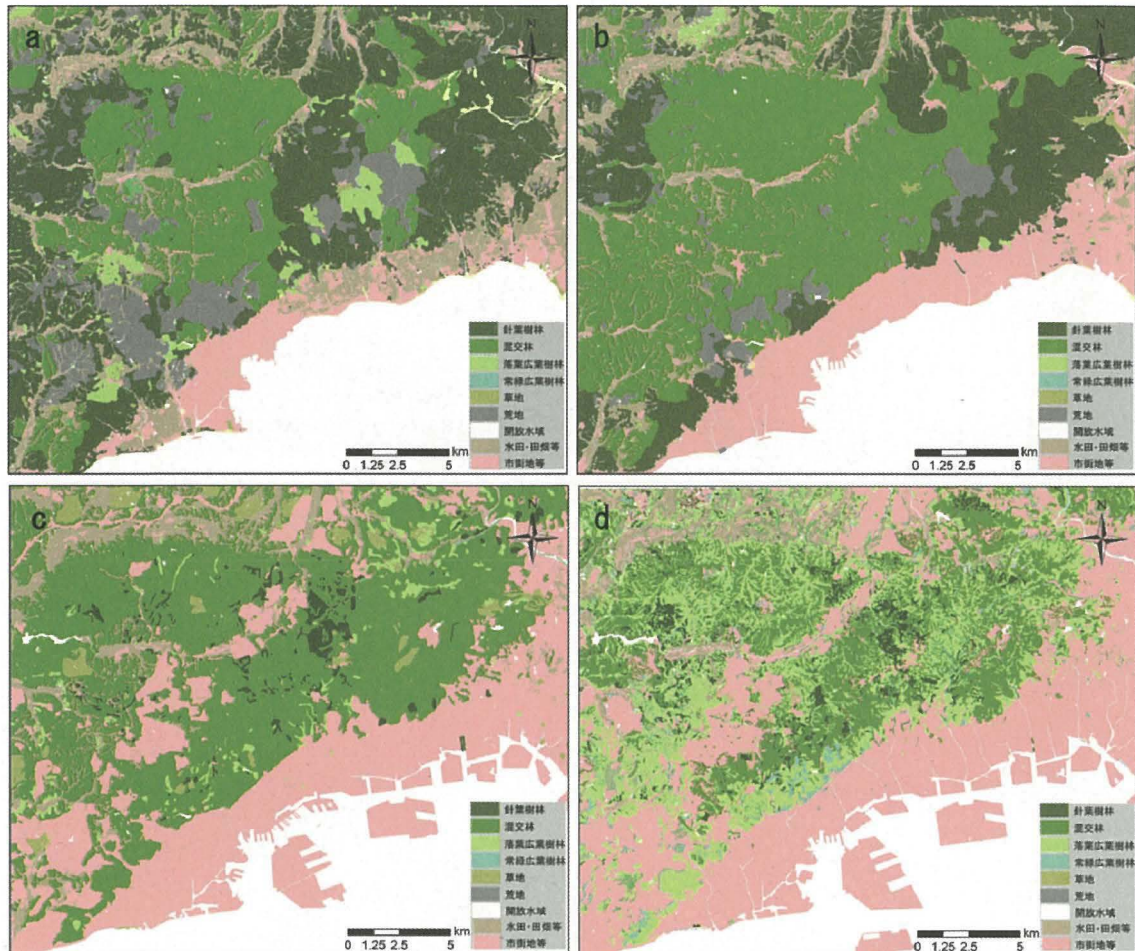 a
N
針葉樹林
混交林
落葉広葉樹林
常緑広葉樹林
草地
荒地
開放水域
水田・田畑等
市街地等
km
0 1.25 2.5 5
b
N
針葉樹林
混交林
落葉広葉樹林
常緑広葉樹林
草地
荒地
開放水域
水田・田畑等
市街地等
km
0 1.25 2.5 5
c
N
針葉樹林
混交林
落葉広葉樹林
常緑広葉樹林
草地
荒地
開放水域
水田・田畑等
市街地等
km
0 1.25 2.5 5
d
N
針葉樹林
混交林
落葉広葉樹林
常緑広葉樹林
草地
荒地
開放水域
水田・田畑等
市街地等
km
0 1.25 2.5 5